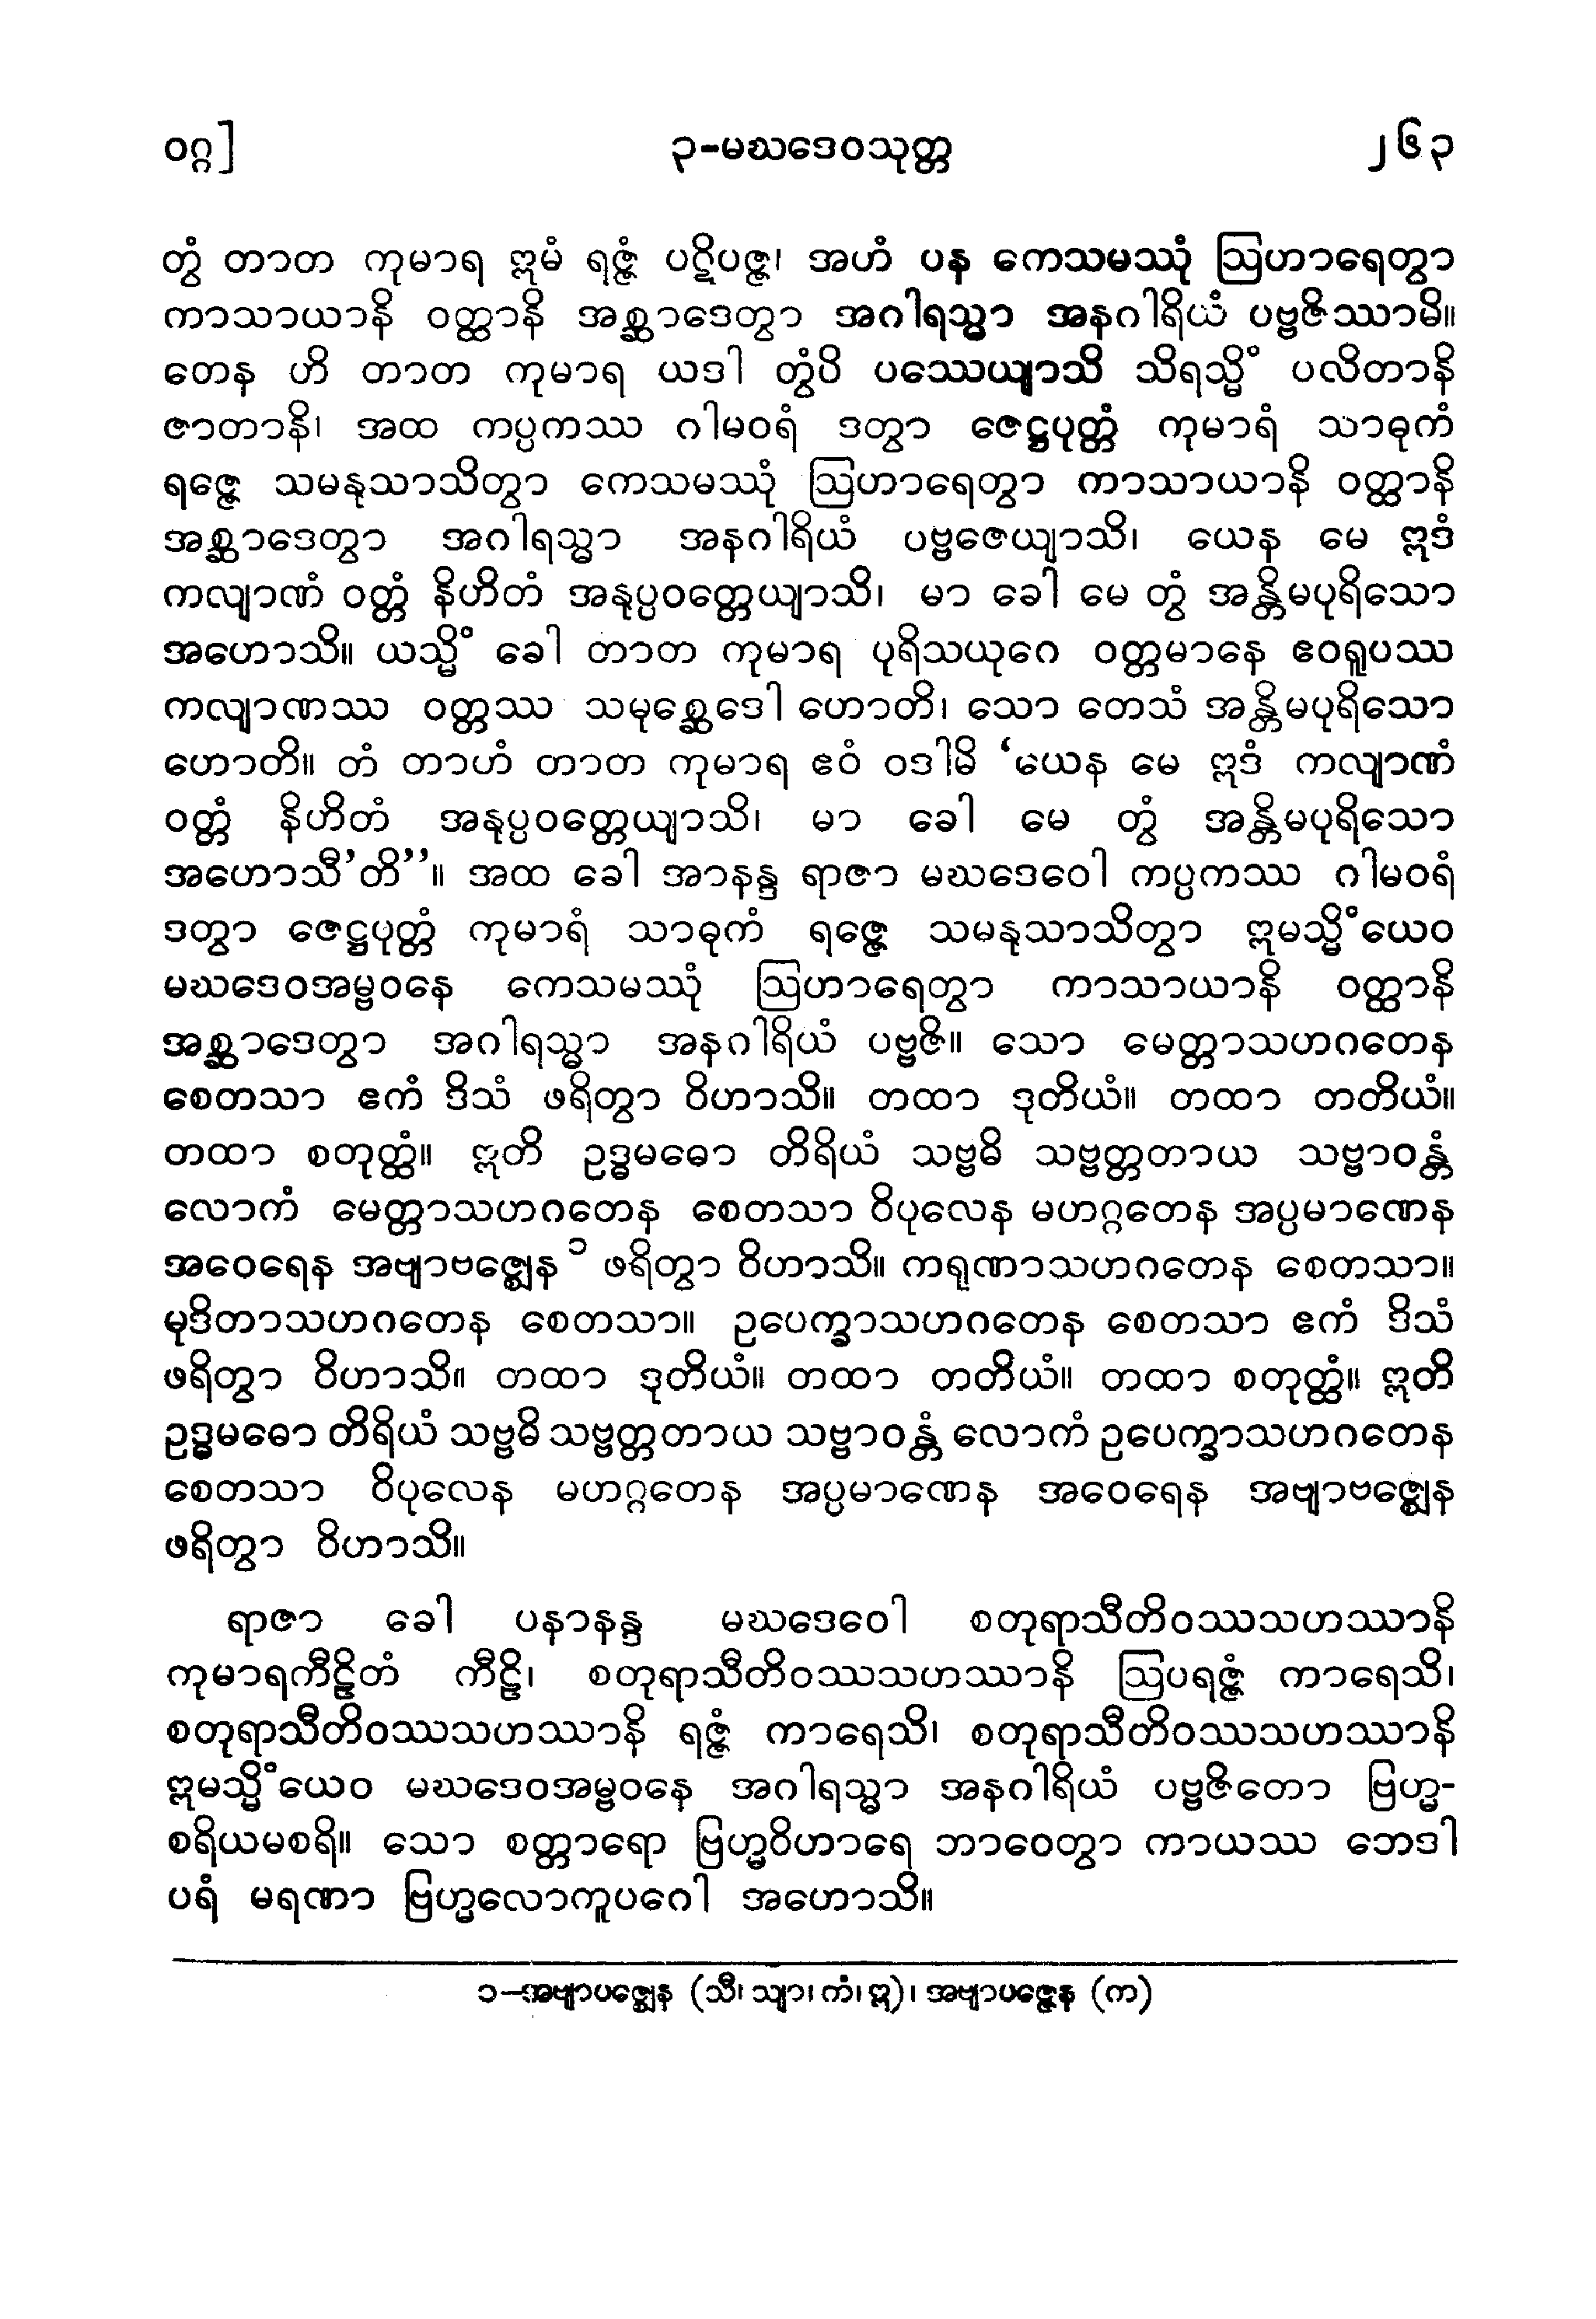 ဝဂ္ဂ] ၃-မဃဒေဝသုတ္တ ၂၆၃
တွံ တာတ ကုမာရ ဣမံ ရဇ္ဇံ ပဋိပဇ္ဇ၊ အဟံ ပန ကေသမဿုံ ဩဟာရေတွာ
ကာသာယာနိ ဝတ္ထာနိ အစ္ဆာဒေတွာ အဂါရသ္မာ အနဂါရိယံ ပဗ္ဗဇိဿာမိ။
တေန ဟိ တာတ ကုမာရ ယဒါ တွံပိ ပဿေယျာသိ သိရသ္မိံ ပလိတာနိ
ဇာတာနိ၊ အထ ကပ္ပကဿ ဂါမဝရံ ဒတွာ ဇေဋ္ဌပုတ္တံ ကုမာရံ သာဓုကံ
ရဇ္ဇေ သမနုသာသိတွာ ကေသမဿုံ ဩဟာရေတွာ ကာသာယာနိ ဝတ္ထာနိ
အစ္ဆာဒေတွာ အဂါရသ္မာ အနဂါရိယံ ပဗ္ဗဇေယျာသိ၊ ယေန မေ ဣဒံ
ကလျာဏံ ဝတ္တံ နိဟိတံ အနုပ္ပဝတ္တေယျာသိ၊ မာ ခေါ မေ တွံ အန္တိမပုရိသော
အဟောသိ။ ယသ္မိံ ခေါ တာတ ကုမာရ ပုရိသယုဂေ ဝတ္တမာနေ ဧဝရူပဿ
ကလျာဏဿ ဝတ္တဿ သမုစ္ဆေဒေါ ဟောတိ၊ သော တေသံ အန္တိမပုရိသော
ဟောတိ။ တံ တာဟံ တာတ ကုမာရ ဧဝံ ဝဒါမိ ‘ယေန မေ ဣဒံ ကလျာဏံ
ဝတ္တံ နိဟိတံ အနုပ္ပဝတ္တေယျာသိ၊ မာ ခေါ မေ တွံ အန္တိမပုရိသော
အဟောသီ’တိ’’။ အထ ခေါ အာနန္ဒ ရာဇာ မဃဒေဝေါ ကပ္ပကဿ ဂါမဝရံ
ဒတွာ ဇေဋ္ဌပုတ္တံ ကုမာရံ သာဓုကံ ရဇ္ဇေ သမနုသာသိတွာ ဣမသ္မိံယေဝ
မဃဒေဝအမ္ဗဝနေ ကေသမဿုံ ဩဟာရေတွာ ကာသာယာနိ ဝတ္ထာနိ
အစ္ဆာဒေတွာ အဂါရသ္မာ အနဂါရိယံ ပဗ္ဗဇိ။ သော မေတ္တာသဟဂတေန
စေတသာ ဧကံ ဒိသံ ဖရိတွာ ဝိဟာသိ။ တထာ ဒုတိယံ။ တထာ တတိယံ။
တထာ စတုတ္ထံ။ ဣတိ ဥဒ္ဓမဓော တိရိယံ သဗ္ဗဓိ သဗ္ဗတ္တတာယ သဗ္ဗာဝန္တံ
လောကံ မေတ္တာသဟဂတေန စေတသာ ဝိပုလေန မဟဂ္ဂတေန အပ္ပမာဏေန
အဝေရေန အဗျာဗဇ္ဈေန ၁ ဖရိတွာ ဝိဟာသိ။ ကရုဏာသဟဂတေန စေတသာ။
မုဒိတာသဟဂတေန စေတသာ။ ဥပေက္ခာသဟဂတေန စေတသာ ဧကံ ဒိသံ
ဖရိတွာ ဝိဟာသိ။ တထာ ဒုတိယံ။ တထာ တတိယံ။ တထာ စတုတ္ထံ။ ဣတိ
ဥဒ္ဓမဓော တိရိယံ သဗ္ဗဓိ သဗ္ဗတ္တတာယ သဗ္ဗာဝန္တံ လောကံ ဥပေက္ခာသဟဂတေန
စေတသာ ဝိပုလေန မဟဂ္ဂတေန အပ္ပမာဏေန အဝေရေန အဗျာဗဇ္ဈေန
ဖရိတွာ ဝိဟာသိ။
ရာဇာ ခေါ ပနာနန္ဒ မဃဒေဝေါ စတုရာသီတိဝဿသဟဿာနိ
ကုမာရကီဠိတံ ကီဠိ၊ စတုရာသီတိဝဿသဟဿာနိ ဩပရဇ္ဇံ ကာရေသိ၊
စတုရာသီတိဝဿသဟဿာနိ ရဇ္ဇံ ကာရေသိ၊ စတုရာသီတိဝဿသဟဿာနိ
ဣမသ္မိံယေဝ မဃဒေဝအမ္ဗဝနေ အဂါရသ္မာ အနဂါရိယံ ပဗ္ဗဇိတော ဗြဟ္မ-
စရိယမစရိ။ သော စတ္တာရော ဗြဟ္မဝိဟာရေ ဘာဝေတွာ ကာယဿ ဘေဒါ
ပရံ မရဏာ ဗြဟ္မလောကူပဂေါ အဟောသိ။
၁–အဗျာပဇ္ဈေန (သီ၊ သျာ၊ ကံ၊ ဣ)၊ အဗျာပဇ္ဇေန (က)